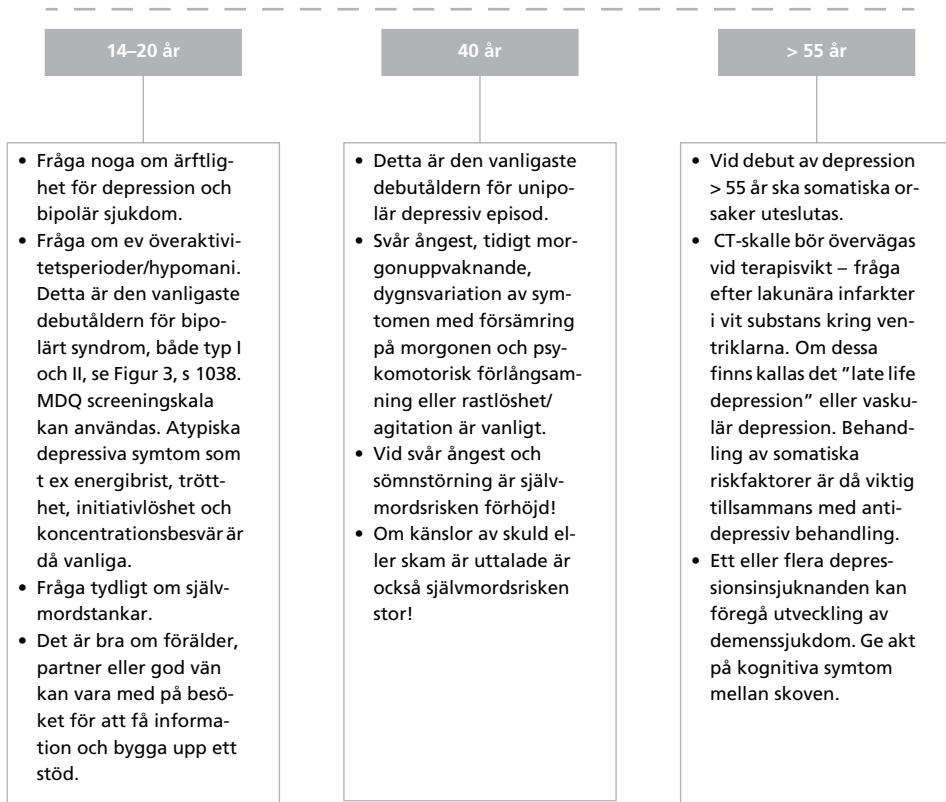 14–20 år
• Fråga noga om ärftlig-
het för depression och
bipolär sjukdom.
• Fråga om ev överaktivi-
tetsperioder/hypomani.
Detta är den vanligaste
debutåldern för bipo-
lärt syndrom, både typ I
och II, se Figur 3, s 1038.
MDQ screeningskala
kan användas. Atypiska
depressiva symtom som
t ex energibrist, trött-
het, initiativlöshet och
koncentrationsbesvär är
då vanliga.
• Fråga tydligt om själv-
mordstankar.
• Det är bra om förälder,
partner eller god vän
kan vara med på besö-
ket för att få informa-
tion och bygga upp ett
stöd.
40 år
• Detta är den vanligaste
debutåldern för unipo-
lär depressiv episod.
• Svår ångest, tidigt mor-
gonuppvaknande,
dygnsvariation av sym-
tomen med försämring
på morgonen och psy-
komotorisk förlångsam-
ning eller rastlöshet/
agitation är vanligt.
• Vid svår ångest och
sömnstörning är själv-
mordsrisken förhöjd!
• Om känslor av skuld el-
ler skam är uttalade är
också självmordsrisken
stor!
> 55 år
• Vid debut av depression
> 55 år ska somatiska or-
saker uteslutas.
• CT-skalle bör övervägas
vid terapisvikt – fråga
efter lakunära infarkter
i vit substans kring ven-
triklarna. Om dessa
finns kallas det ”late life
depression” eller vasku-
lär depression. Behand-
ling av somatiska
riskfaktorer är då viktig
tillsammans med anti-
depressiv behandling.
• Ett eller flera depres-
sionsinsjuknanden kan
föregå utveckling av
demenssjukdom. Ge akt
på kognitiva symtom
mellan skoven.